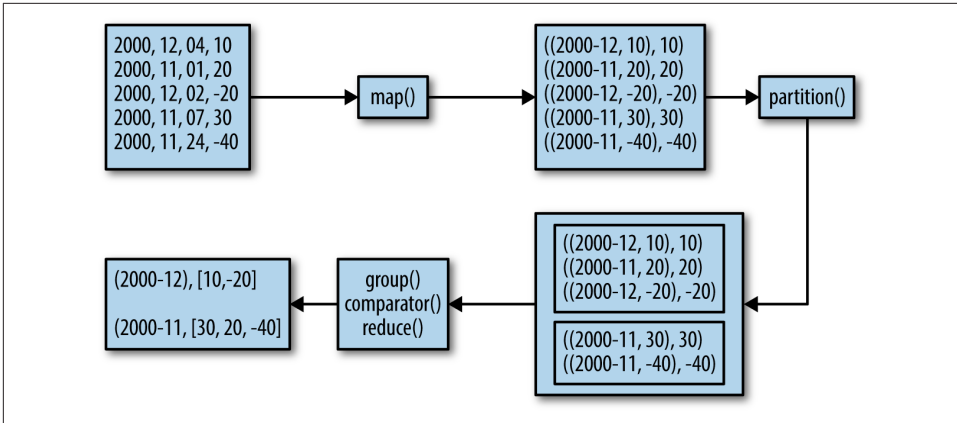 2000, 12, 04, 10
2000, 11, 01, 20
2000, 12, 02, -20
2000, 11, 07, 30
2000, 11, 24, -40
map()
((2000-12, 10), 10)
((2000-11, 20), 20)
((2000-12, -20), -20)
((2000-11, 30), 30)
((2000-11, -40), -40)
partition()
((2000-12, 10), 10)
((2000-11, 20), 20)
((2000-12, -20), -20)
((2000-11, 30), 30)
((2000-11, -40), -40)
group()
comparator()
reduce()
(2000-12), [10,-20]
(2000-11, [30, 20, -40]